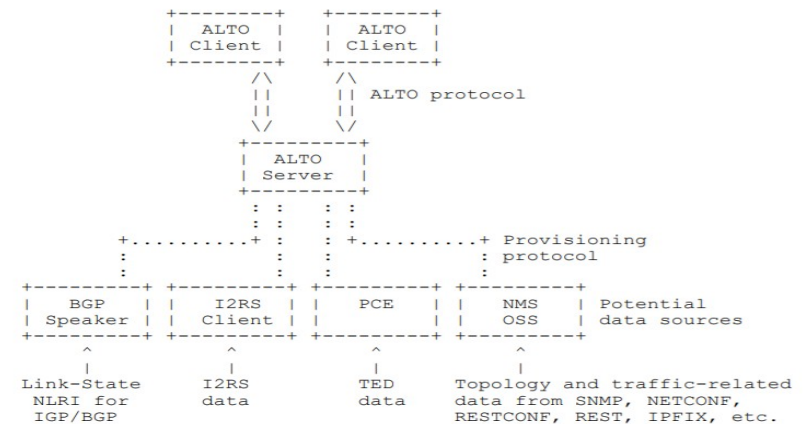 ALTO ALTO
Client Client
ALTO protocol
ALTO
Server
Provisioning
protocol
BGP I2RS PCE NMS Potential
Speaker Client OSS data sources
Link-State I2RS TED Topology and traffic-related
NLRI for data data data from SNMP, NETCONF,
IGP/BGP RESTCONF, REST, IPFIX, etc.